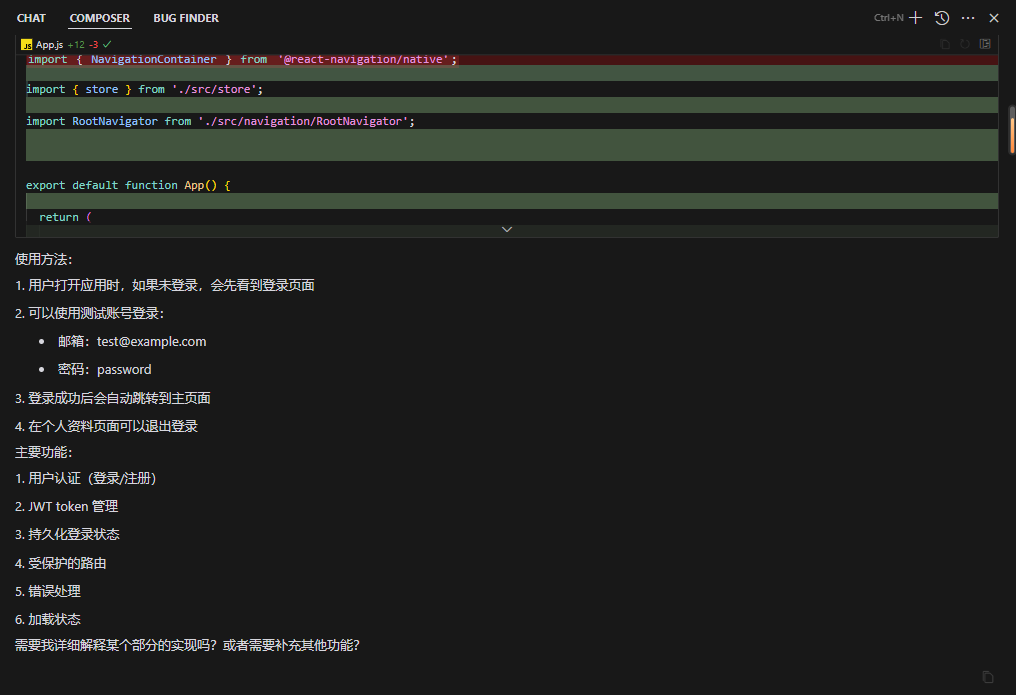 CHAT COMPOSER BUG FINDER Ctrl+N
JS App.js +12 -3
import { NavigationContainer } from '@react-navigation/native';
import { store } from './src/store';
import RootNavigator from './src/navigation/RootNavigator';
export default function App() {
return (
使用方法:
1. 用户打开应用时，如果未登录，会先看到登录页面
2. 可以使用测试账号登录:
• 邮箱：test@example.com
• 密码：password
3. 登录成功后会自动跳转到主页面
4. 在个人资料页面可以退出登录
主要功能:
1. 用户认证（登录/注册）
2. JWT token 管理
3. 持久化登录状态
4. 受保护的路由
5. 错误处理
6. 加载状态
需要我详细解释某个部分的实现吗？或者需要补充其他功能？